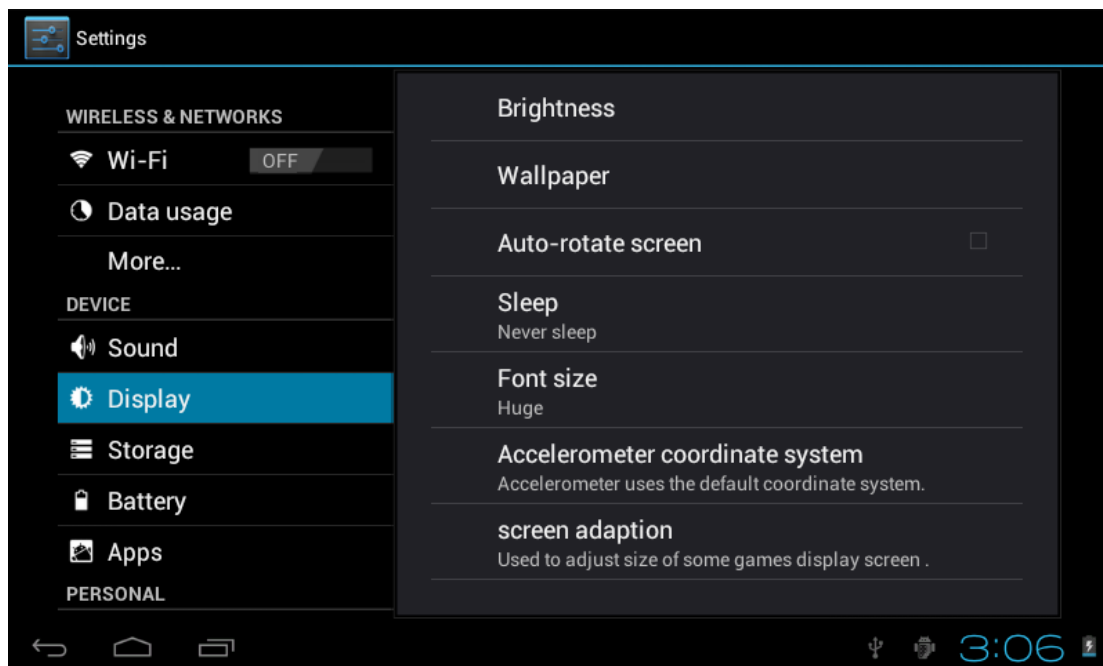 Settings
WIRELESS & NETWORKS
Wi-Fi OFF
Data usage
More...
DEVICE
Sound
Display
Storage
Battery
Apps
PERSONAL
Brightness
Wallpaper
Auto-rotate screen
Sleep
Never sleep
Font size
Huge
Accelerometer coordinate system
Accelerometer uses the default coordinate system.
screen adaption
Used to adjust size of some games display screen .
3:06